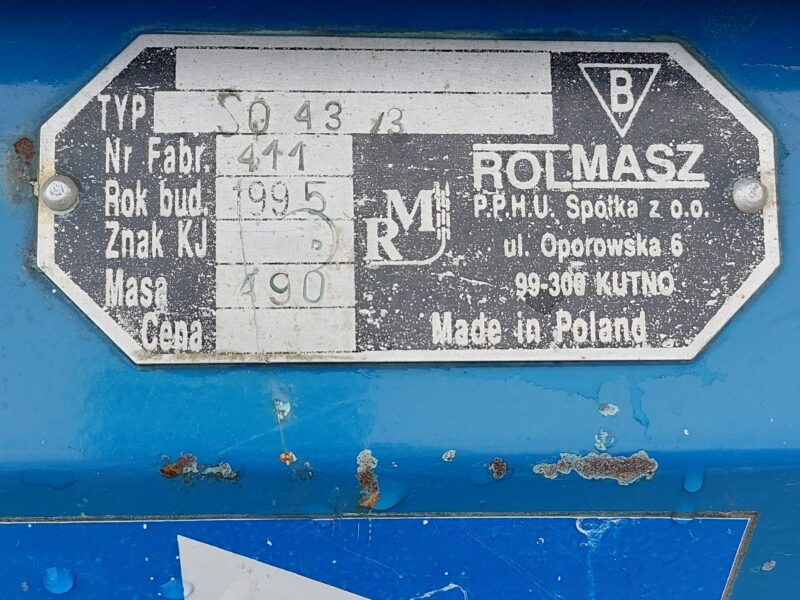 B
TYP SO 43 /3
Nr Fabr. 411
Rok bud. 1995
Znak KJ
Masa 490
Cena
RM
ROLMASZ
P.P.H.U. Spółka z o.o.
ul. Oporowska 6
99-300 KUTNO
Made in Poland